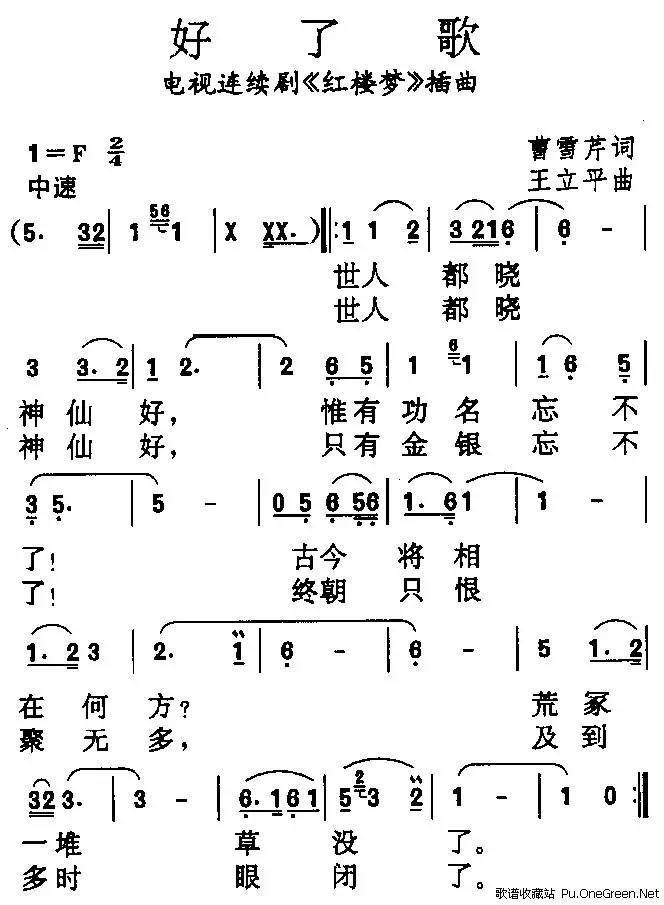 好了歌
电视连续剧《红楼梦》插曲
1=F 2/4
曹雪芹词
中速
王立平曲
(5. 32 | 1 56 1 | X XX. ) ‖: 1 1 2 | 3 216 | 6 - |
世人 都晓
世人 都晓
3 3.2 | 1 2. | 2 6 5 | 1 6 1 | 1 6 5 |
神仙好, 惟有功名忘不
神仙好, 只有金银忘不
3 5. | 5 - | 05 656 | 1.6 1 | 1 - |
了! 古今将相
了! 终朝只恨
1.2 3 | 2. 1 | 6 - | 6 - | 5 1.2 |
在何方? 荒冢
聚无多, 及到
32 3. | 3 - | 6.161 | 5 2 3 2 | 1 - | 1 0 :‖
一堆 草没了。
多时 眼闭了。
歌谱收藏站 Pu.OneGreen.Net